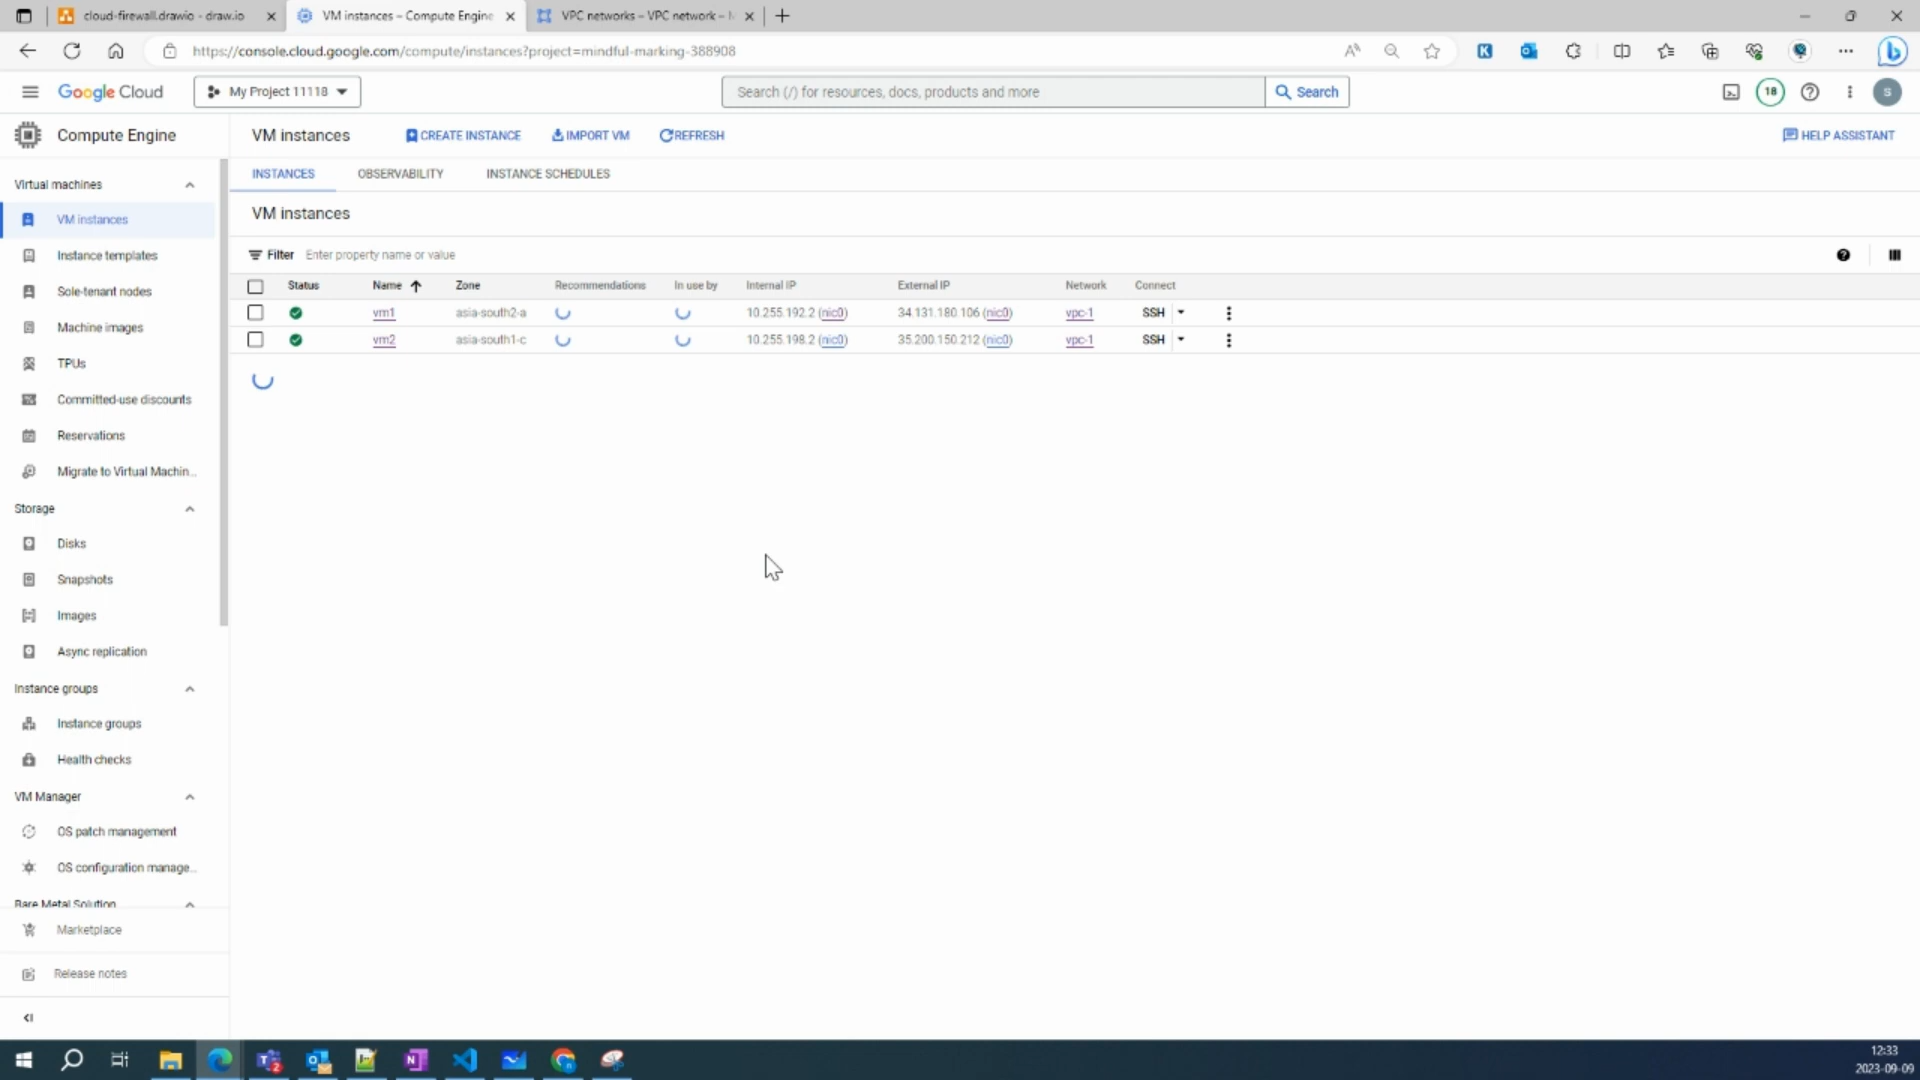 cloud-firewall.drawio - draw.io
VM instances – Compute Engine
VPC networks – VPC network –
https://console.cloud.google.com/compute/instances?project=mindful-marking-388908
Google Cloud
My Project 11118
Search (/) for resources, docs, products and more
Search
18
S
Compute Engine
VM instances
CREATE INSTANCE
IMPORT VM
REFRESH
HELP ASSISTANT
INSTANCES
OBSERVABILITY
INSTANCE SCHEDULES
VM instances
Filter Enter property name or value
Status Name Zone Recommendations In use by Internal IP External IP Network Connect
vm1 asia-south2-a 10.255.192.2 (nic0) 34.131.180.106 (nic0) vpc-1 SSH
vm2 asia-south1-c 10.255.198.2 (nic0) 35.200.150.212 (nic0) vpc-1 SSH
Virtual machines
VM instances
Instance templates
Sole-tenant nodes
Machine images
TPUs
Committed-use discounts
Reservations
Migrate to Virtual Machin...
Storage
Disks
Snapshots
Images
Async replication
Instance groups
Instance groups
Health checks
VM Manager
OS patch management
OS configuration manage...
Bare Metal Solution
Marketplace
Release notes
12:33
2023-09-09